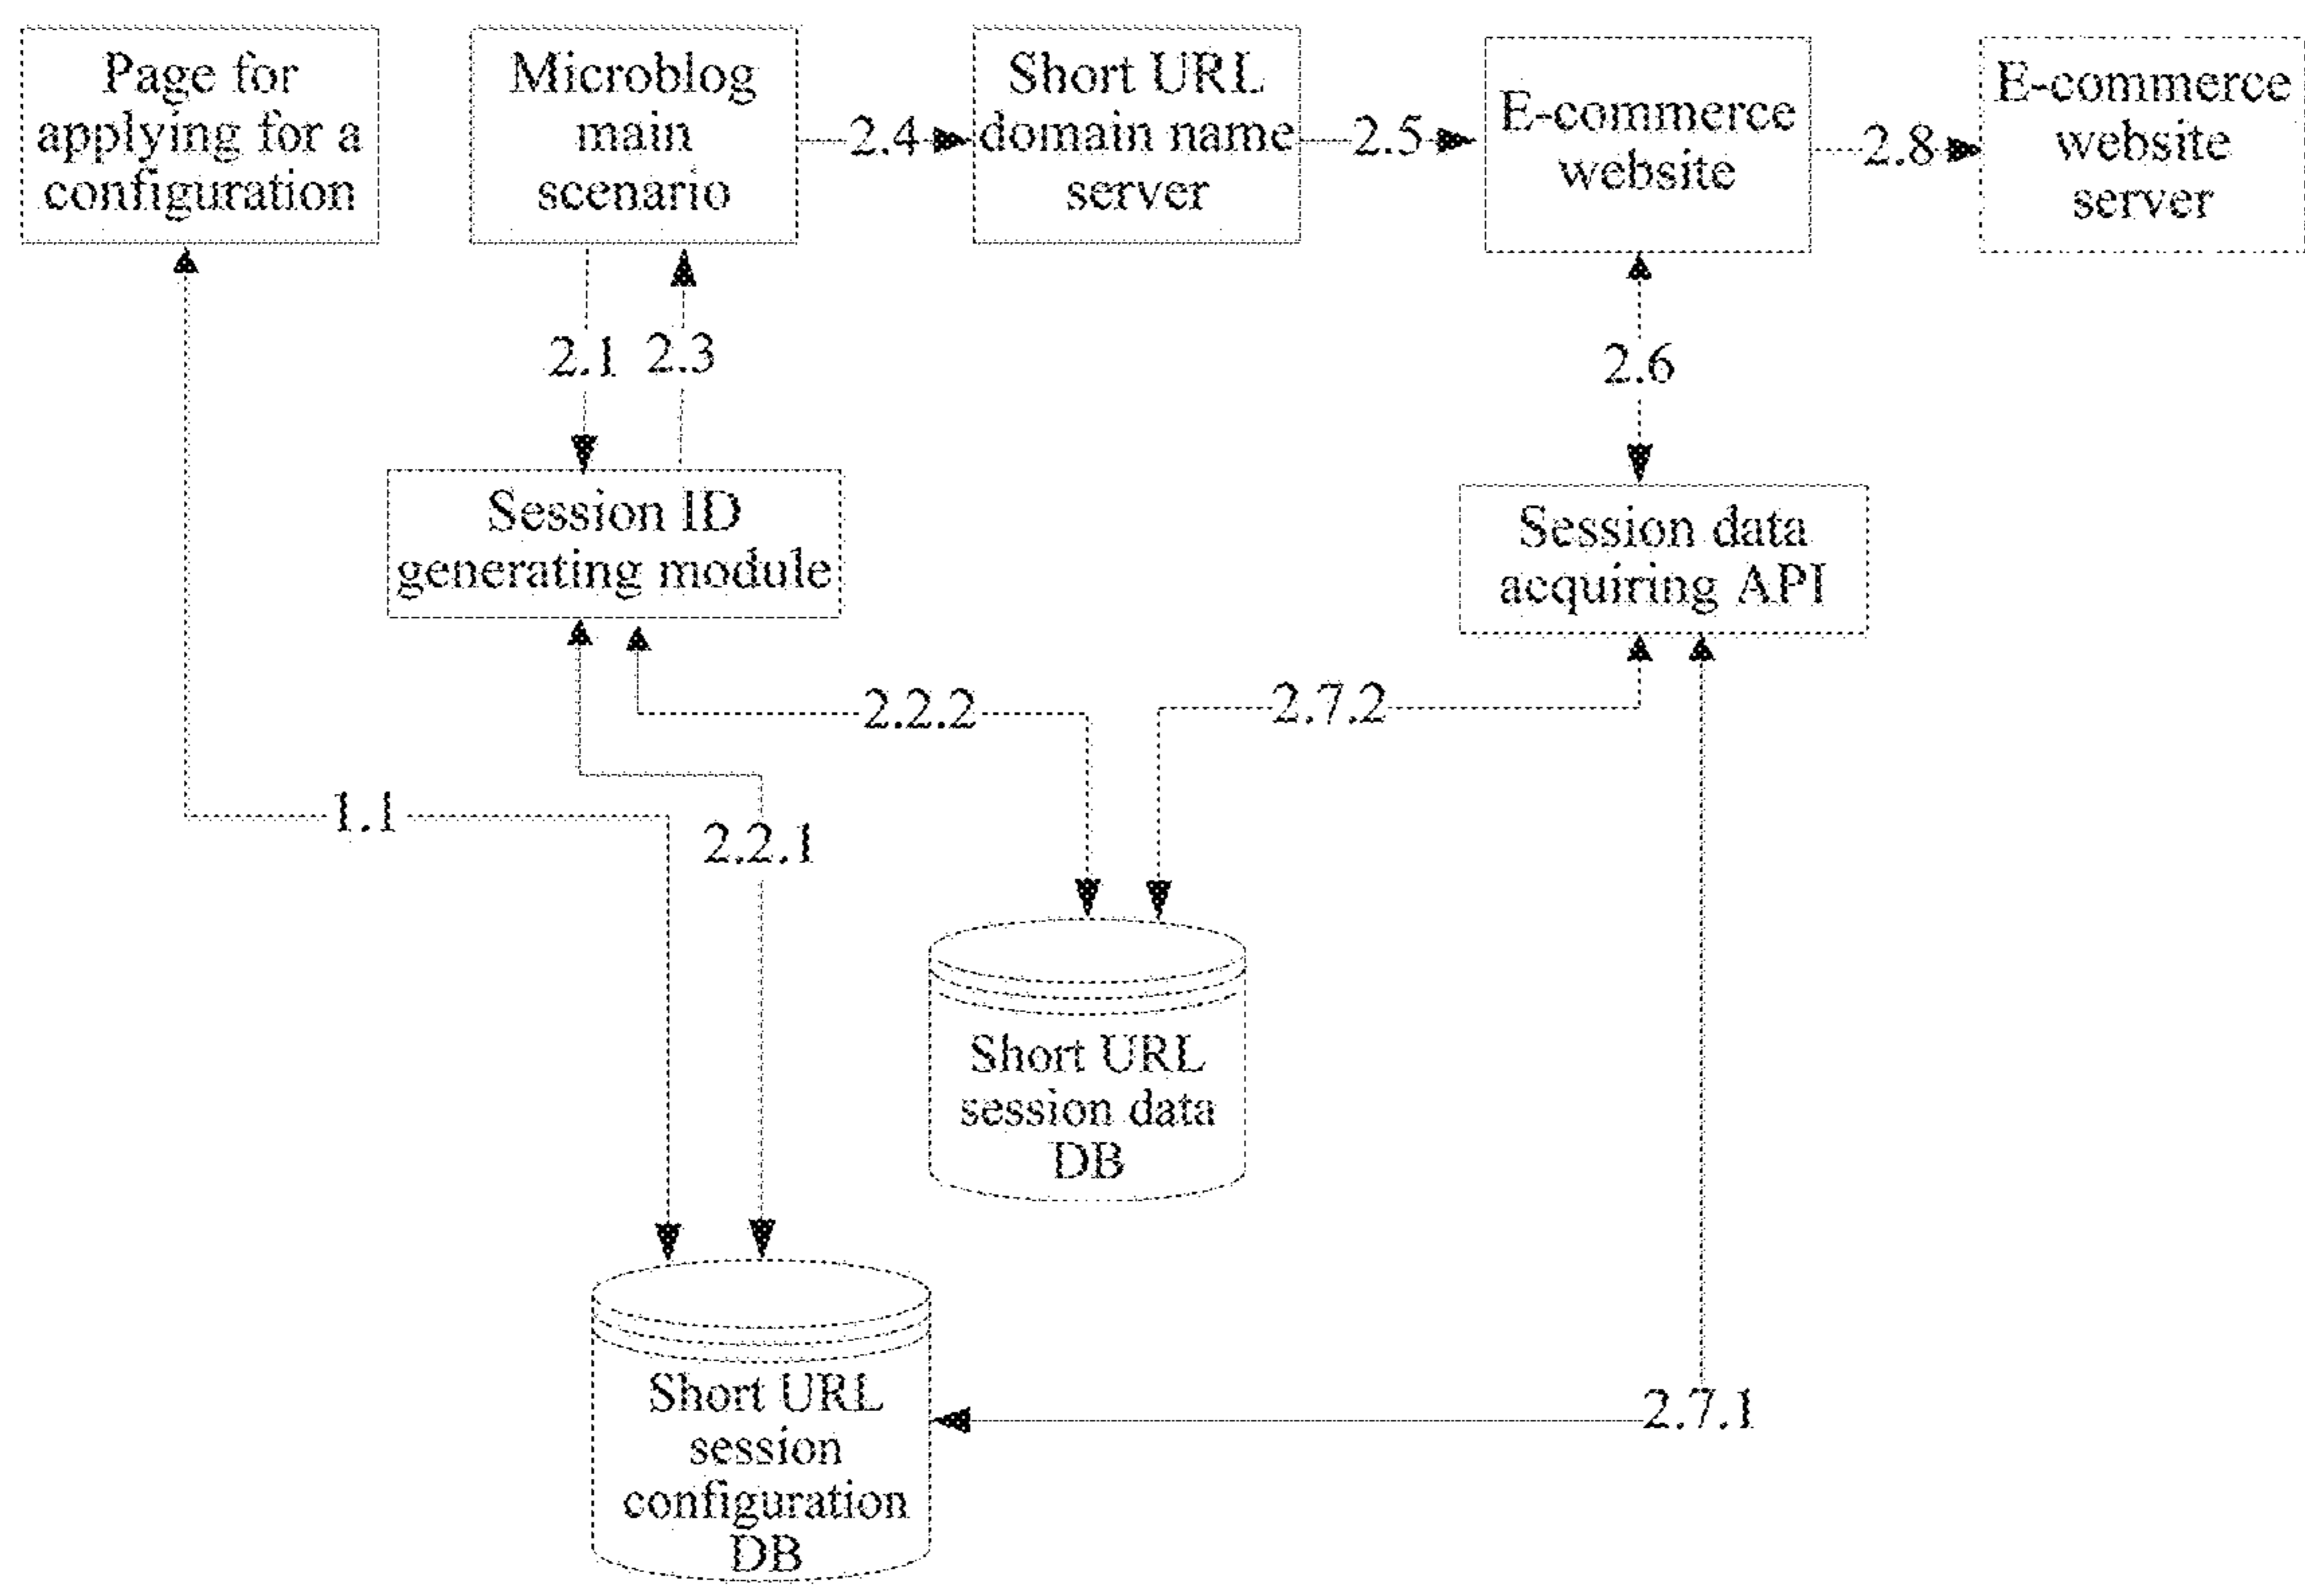 Page for
applying for a
configuration
Microblog
main
scenario
2.4
Short URL
domain name
server
2.5
E-commerce
website
2.8
E-commerce
website
server
2.1
2.3
2.6
Session ID
generating module
Session data
acquiring API
2.2.2
2.7.2
1.1
2.2.1
Short URL
session data
DB
Short URL
session
configuration
DB
2.7.1